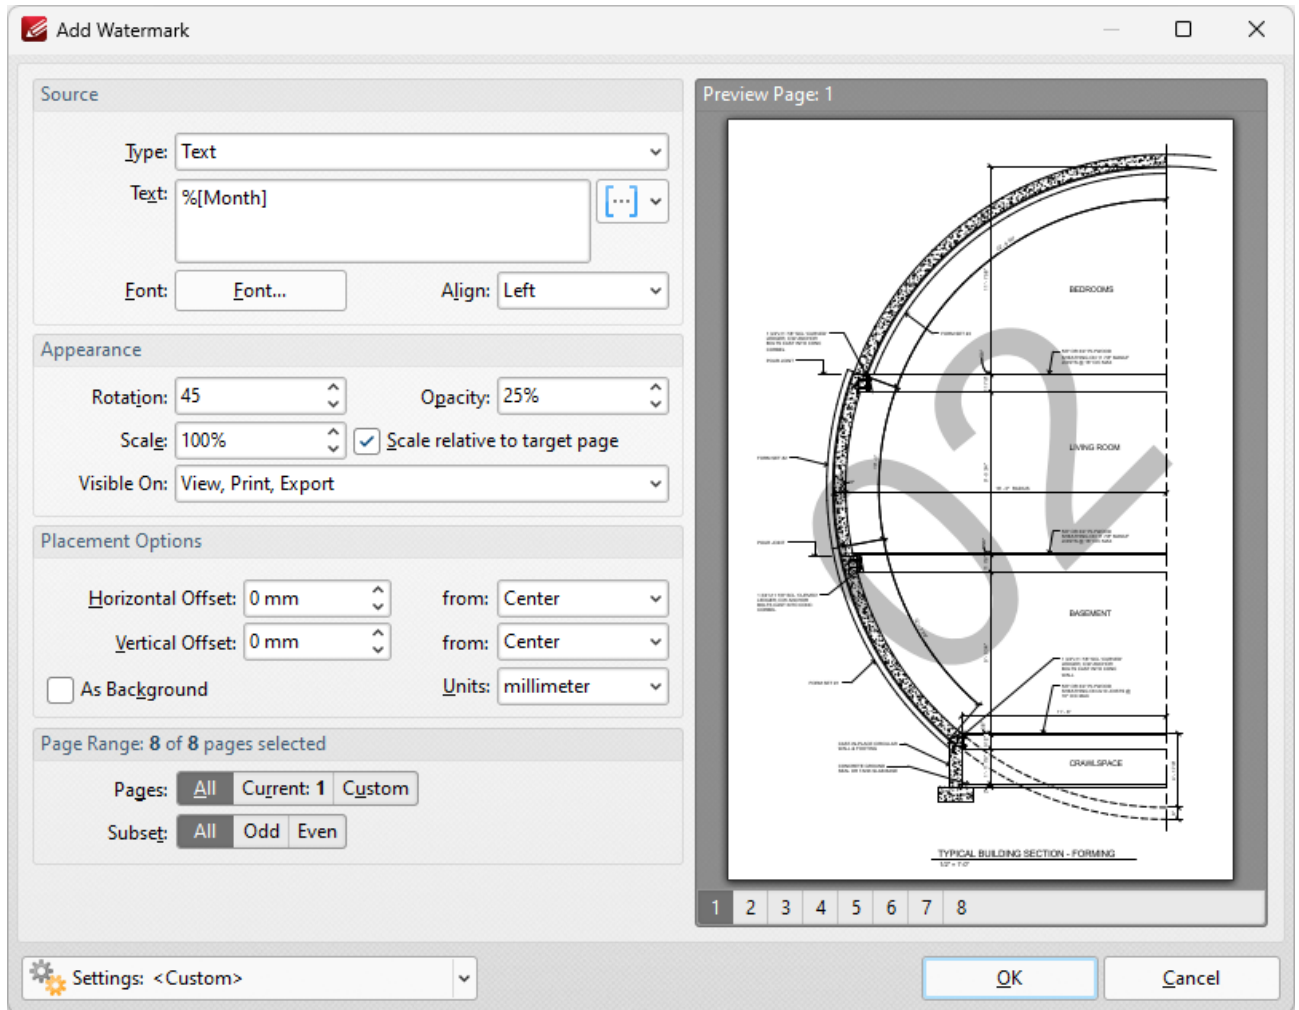 Add Watermark
Source
Type: Text
Text: %[Month]
Font: Font... Align: Left
Appearance
Rotation: 45 Opacity: 25%
Scale: 100% Scale relative to target page
Visible On: View, Print, Export
Placement Options
Horizontal Offset: 0 mm from: Center
Vertical Offset: 0 mm from: Center
As Background Units: millimeter
Page Range: 8 of 8 pages selected
Pages: All Current: 1 Custom
Subset: All Odd Even
Preview Page: 1
BEDROOMS
LIVING ROOM
BASEMENT
CRAWLSPACE
02
TYPICAL BUILDING SECTION - FORMING
1/2" = 1'-0"
1 2 3 4 5 6 7 8
Settings: <Custom>
OK Cancel